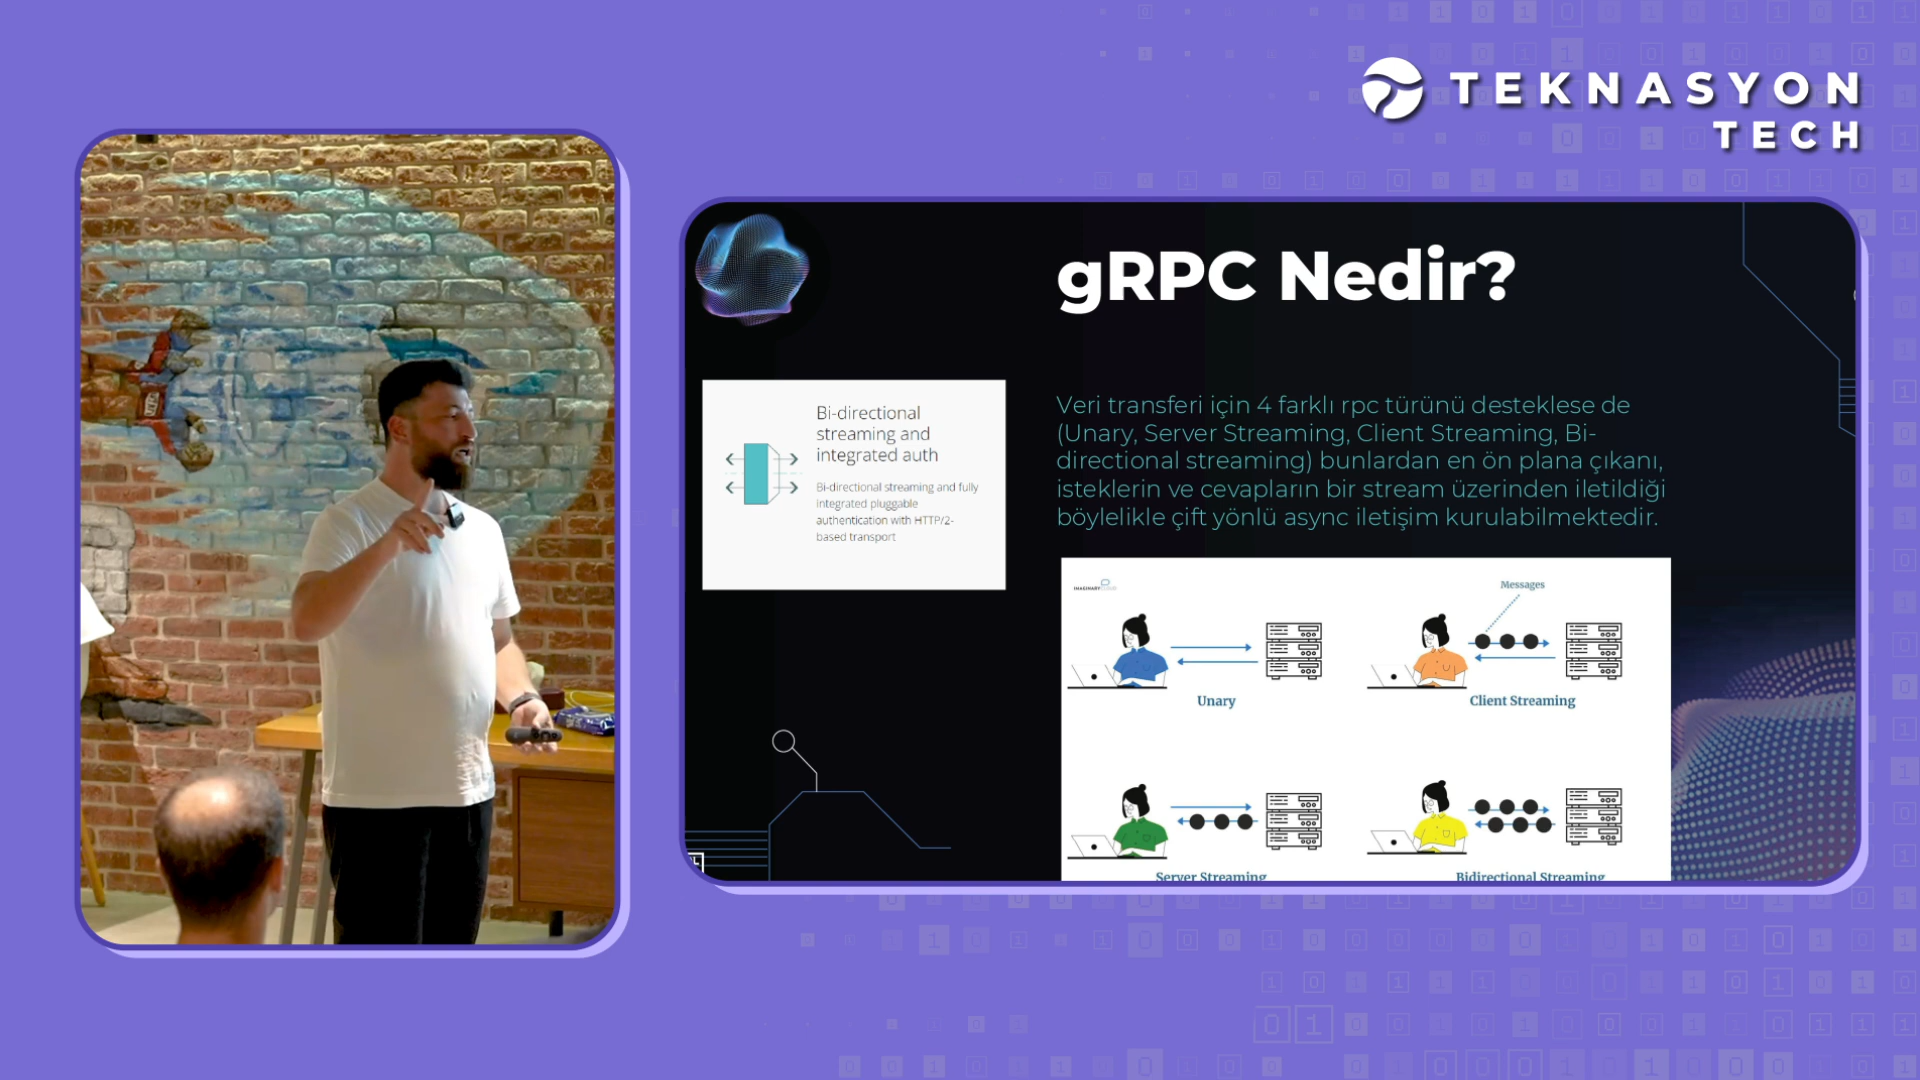 TEKNASYON
TECH
gRPC Nedir?
Bi-directional
streaming and
integrated auth
Bi-directional streaming and fully
integrated pluggable
authentication with HTTP/2-
based transport
Veri transferi için 4 farklı rpc türünü desteklese de
(Unary, Server Streaming, Client Streaming, Bi-
directional streaming) bunlardan en ön plana çıkanı,
isteklerin ve cevapların bir stream üzerinden iletildiği
böylelikle çift yönlü async iletişim kurulabilmektedir.
IMAGINARYCLOUD
Messages
Unary
Client Streaming
Server Streaming
Bidirectional Streaming